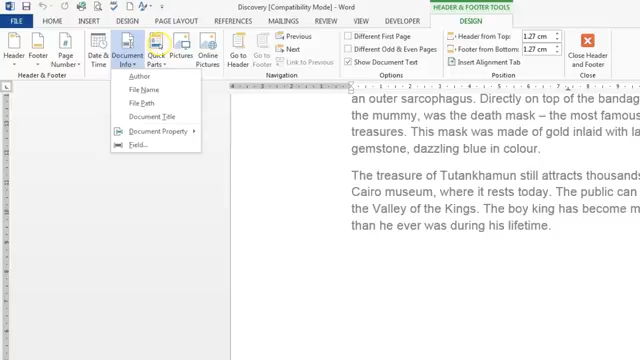 Discovery [Compatibility Mode] - Word
HEADER & FOOTER TOOLS
FILE HOME INSERT DESIGN PAGE LAYOUT REFERENCES MAILINGS REVIEW VIEW DEVELOPER DESIGN
Header Footer Page Number Date & Time Document Info Quick Parts Pictures Online Pictures Go to Header Go to Footer
Previous
Next
Different First Page
Different Odd & Even Pages
Show Document Text
Header from Top: 1.27 cm
Footer from Bottom: 1.27 cm
Insert Alignment Tab
Close Header and Footer
Header & Footer Navigation Options Position Close
Author
File Name
File Path
Document Title
Document Property
Field...
an outer sarcophagus. Directly on top of the bandag
the mummy, was the death mask – the most famous
treasures. This mask was made of gold inlaid with la
gemstone, dazzling blue in colour.
The treasure of Tutankhamun still attracts thousands
Cairo museum, where it rests today. The public can
the Valley of the Kings. The boy king has become m
than he ever was during his lifetime.